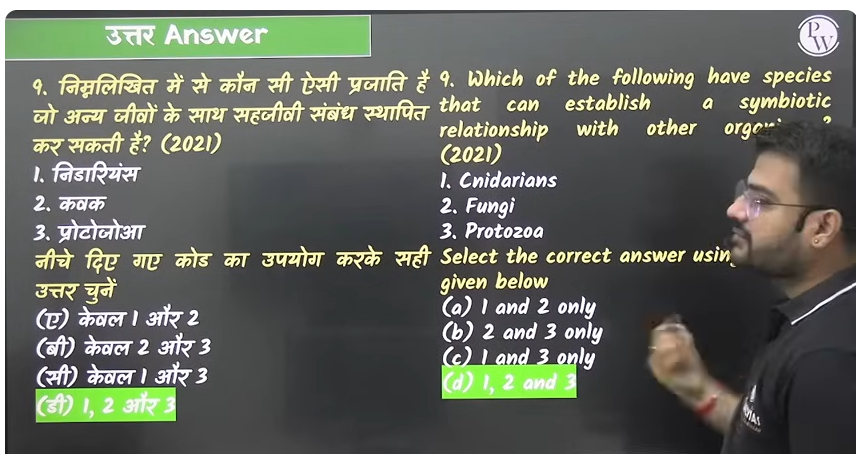 उत्तर Answer
PW
9. निम्नलिखित में से कौन सी ऐसी प्रजाति है
जो अन्य जीवों के साथ सहजीवी संबंध स्थापित
कर सकती है? (2021)
1. निडारियंस
2. कवक
3. प्रोटोजोआ
नीचे दिए गए कोड का उपयोग करके सही
उत्तर चुनें
(ए) केवल 1 और 2
(बी) केवल 2 और 3
(सी) केवल 1 और 3
(डी) 1, 2 और 3
9. Which of the following have species
that can establish a symbiotic
relationship with other
(2021)
1. Cnidarians
2. Fungi
3. Protozoa
Select the correct answer
given below
(a) 1 and 2 only
(b) 2 and 3 only
(c) 1 and 3 only
(d) 1, 2 and 3